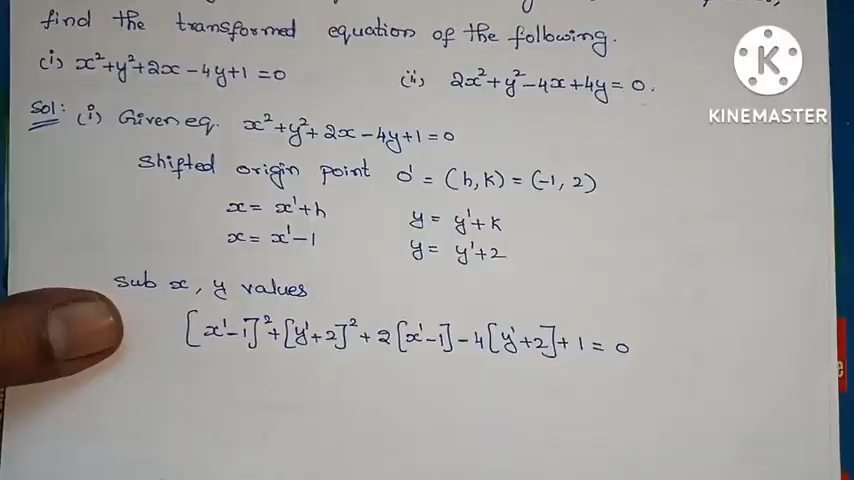 find the transformed equation of the following.
(i) x²+y²+2x-4y+1=0 (ii) 2x²+y²-4x+4y=0.
Sol: (i) Given eq. x²+y²+2x-4y+1=0
Shifted origin point O' = (h,k) = (-1,2)
x = x'+h y = y'+k
x = x'-1 y = y'+2
sub x, y values
[x'-1]²+[y'+2]²+2[x'-1]-4[y'+2]+1=0
K
KINEMASTER